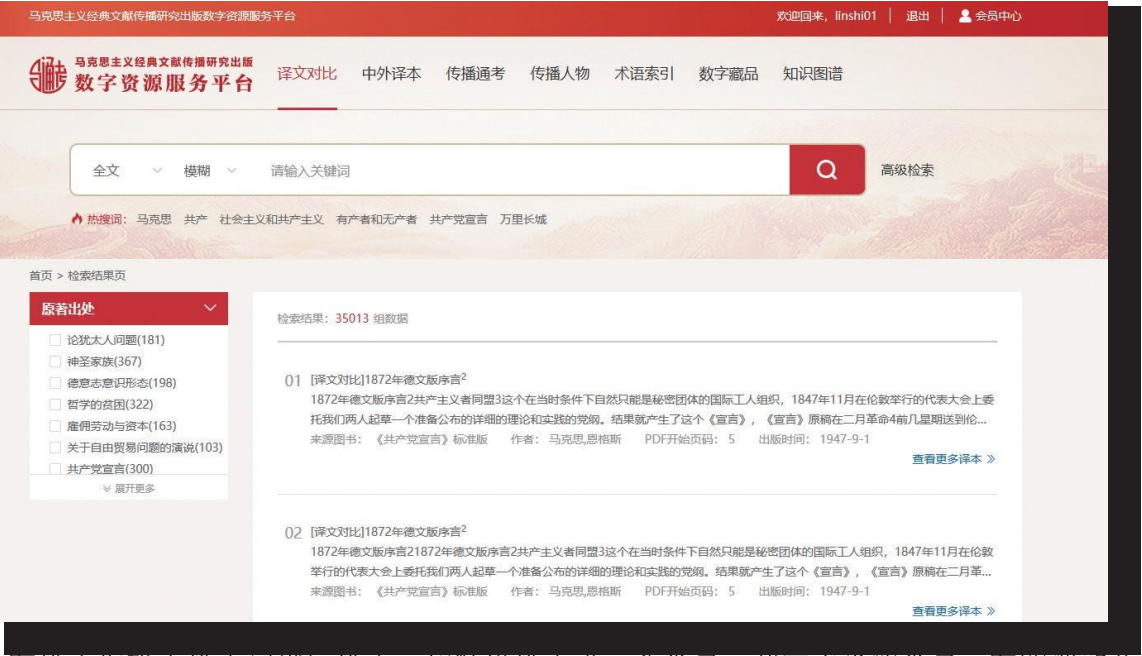 马克思主义经典文献传播研究出版数字资源服务平台
欢迎回来，linshi01 | 退出 | 会员中心
马克思主义经典文献传播研究出版
数字资源服务平台
译文对比 中外译本 传播通考 传播人物 术语索引 数字藏品 知识图谱
全文 模糊 请输入关键词 高级检索
热搜词： 马克思 共产 社会主义和共产主义 有产者和无产者 共产党宣言 万里长城
首页 > 检索结果页
原著出处
论犹太人问题(181)
神圣家族(367)
德意志意识形态(198)
哲学的贫困(322)
雇佣劳动与资本(163)
关于自由贸易问题的演说(103)
共产党宣言(300)
展开更多
检索结果：35013 组数据
01 [译文对比]1872年德文版序言2
1872年德文版序言2共产主义者同盟3这个在当时条件下自然只能是秘密团体的国际工人组织，1847年11月在伦敦举行的代表大会上委
托我们两人起草一个准备公布的详细的理论和实践的党纲。结果就产生了这个《宣言》，《宣言》原稿在二月革命4前几星期送到伦...
来源图书：《共产党宣言》标准版 作者：马克思,恩格斯 PDF开始页码：5 出版时间：1947-9-1
查看更多译本 》
02 [译文对比]1872年德文版序言2
1872年德文版序言21872年德文版序言2共产主义者同盟3这个在当时条件下自然只能是秘密团体的国际工人组织，1847年11月在伦敦
举行的代表大会上委托我们两人起草一个准备公布的详细的理论和实践的党纲。结果就产生了这个《宣言》，《宣言》原稿在二月革...
来源图书：《共产党宣言》标准版 作者：马克思,恩格斯 PDF开始页码：5 出版时间：1947-9-1
查看更多译本 》